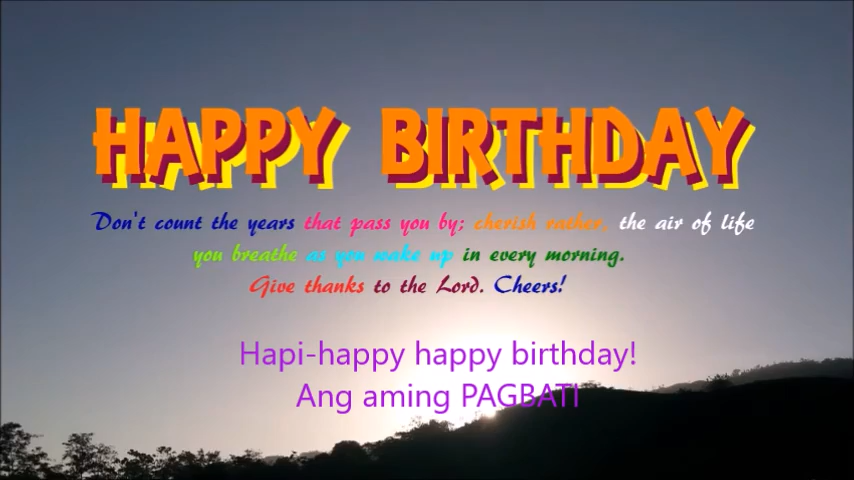 HAPPY BIRTHDAY
Don't count the years that pass you by; cherish rather, the air of life
you breathe as you wake up in every morning.
Give thanks to the Lord. Cheers!
Hapi-happy happy birthday!
Ang aming PAGBATI